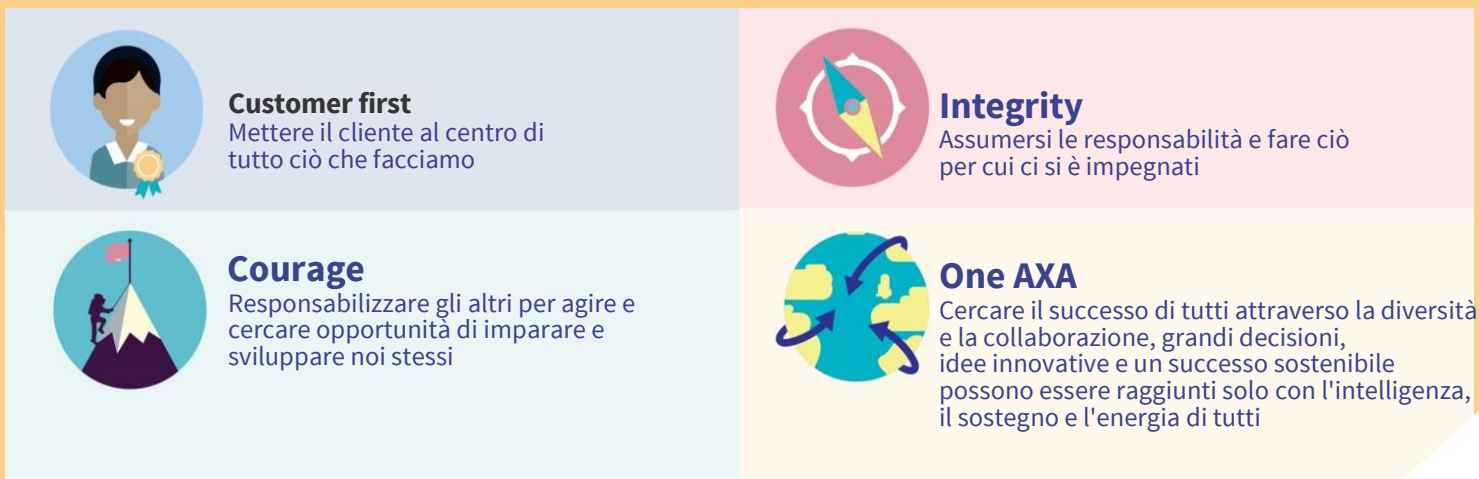 Customer first
Mettere il cliente al centro di
tutto ciò che facciamo
Integrity
Assumersi le responsabilità e fare ciò
per cui ci si è impegnati
Courage
Responsabilizzare gli altri per agire e
cercare opportunità di imparare e
sviluppare noi stessi
One AXA
Cercare il successo di tutti attraverso la diversità
e la collaborazione, grandi decisioni,
idee innovative e un successo sostenibile
possono essere raggiunti solo con l'intelligenza,
il sostegno e l'energia di tutti